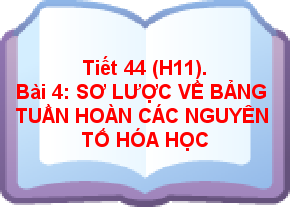 Tiết 44 (H11).
Bài 4: SƠ LƯỢC VỀ BẢNG
TUẦN HOÀN CÁC NGUYÊN
TỐ HÓA HỌC